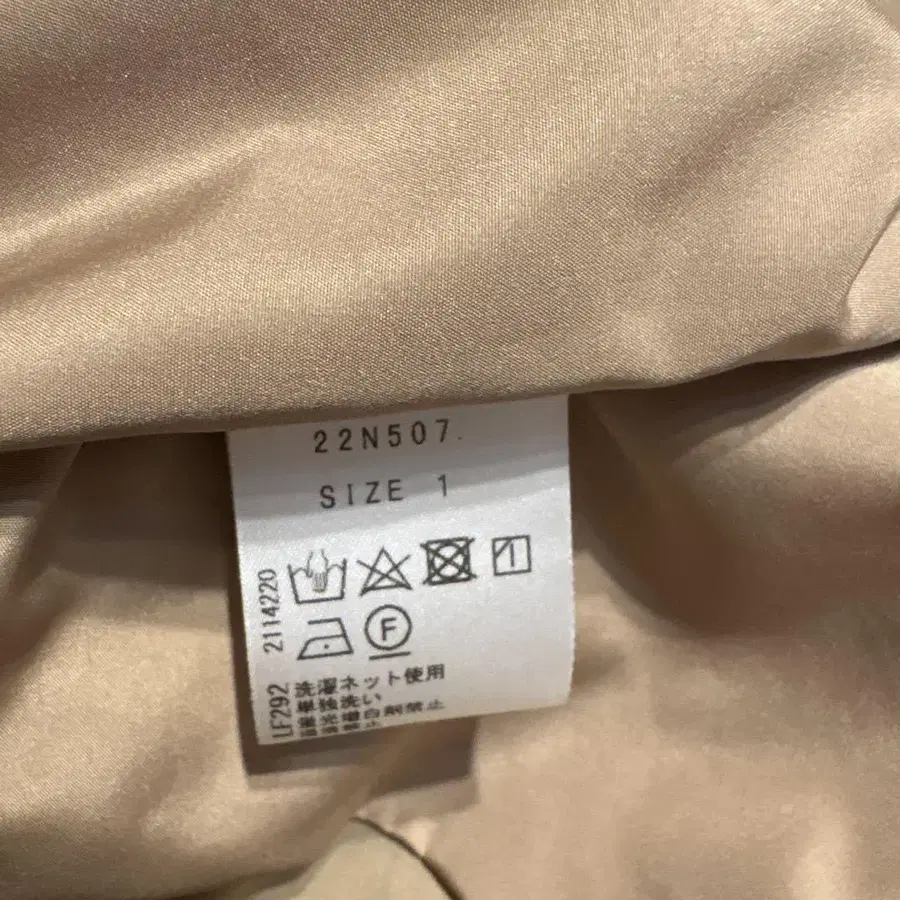 22N507
SIZE 1
2114220
F
LF292
洗濯ネット使用
単独洗い
蛍光増白剤禁止